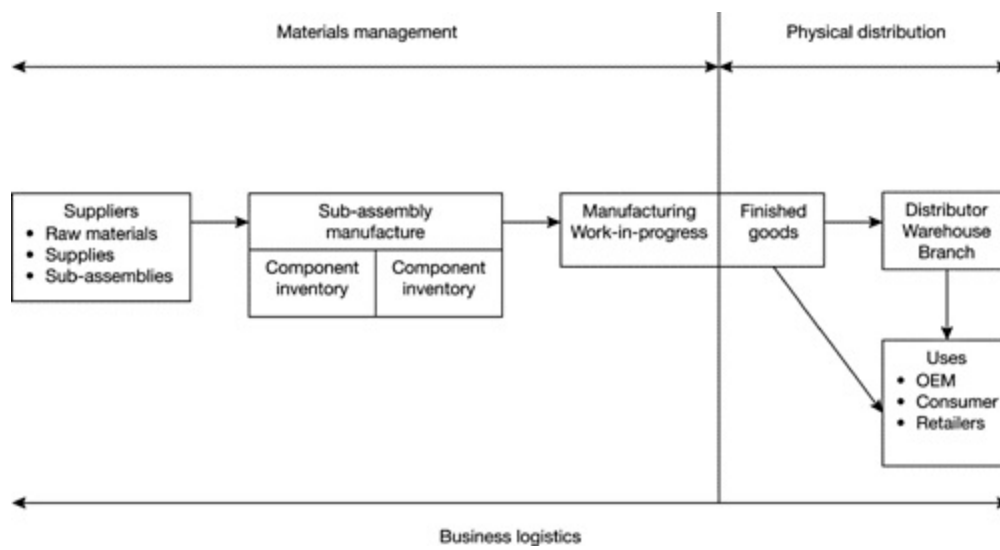 Materials management
Physical distribution
Suppliers
• Raw materials
• Supplies
• Sub-assemblies
Sub-assembly
manufacture
Component
inventory
Component
inventory
Manufacturing
Work-in-progress
Finished
goods
Distributor
Warehouse
Branch
Uses
• OEM
• Consumer
• Retailers
Business logistics